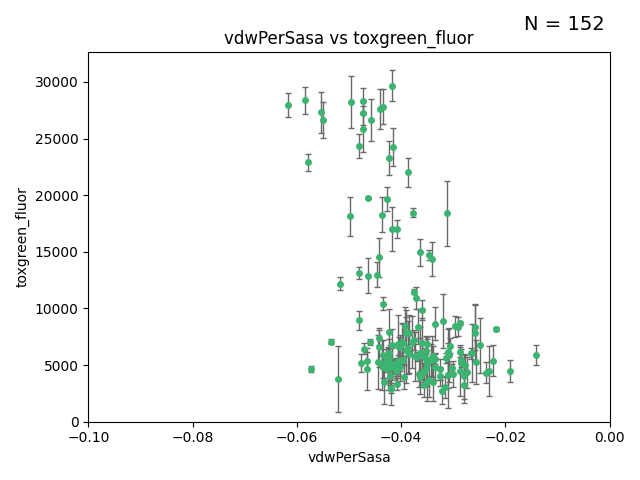 N = 152
vdwPerSasa vs toxgreen_fluor
toxgreen_fluor
30000
25000
20000
15000
10000
5000
0
−0.10 −0.08 −0.06 −0.04 −0.02 0.00
vdwPerSasa